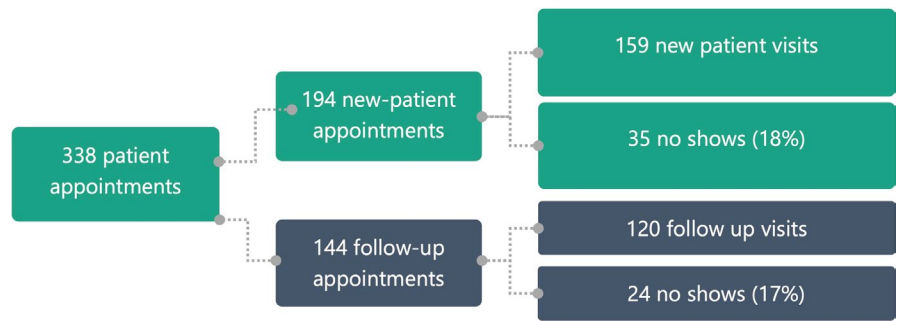 338 patient
appointments
194 new-patient
appointments
159 new patient visits
35 no shows (18%)
144 follow-up
appointments
120 follow up visits
24 no shows (17%)